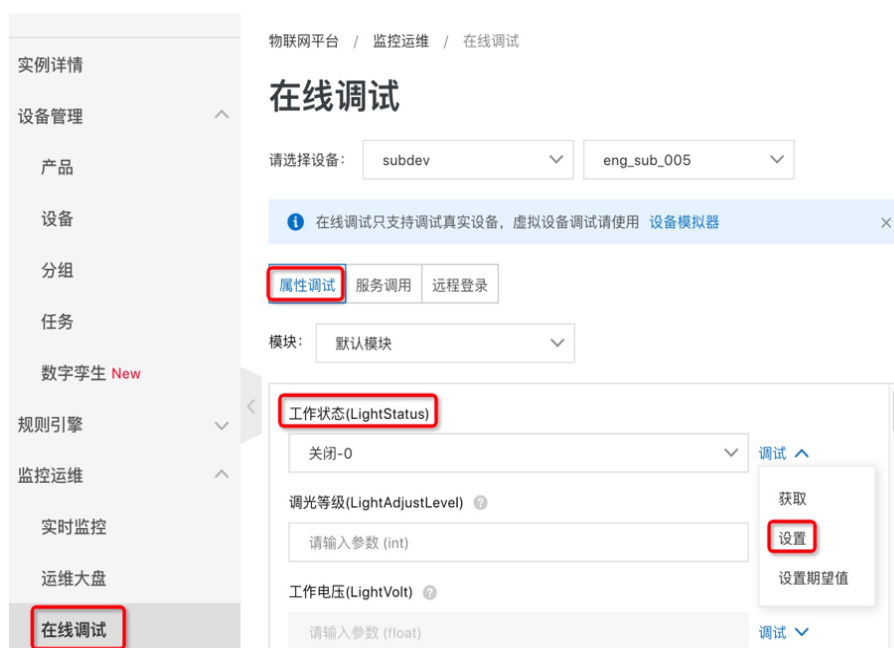 实例详情
设备管理
产品
设备
分组
任务
数字孪生 New
规则引擎
监控运维
实时监控
运维大盘
在线调试
物联网平台 / 监控运维 / 在线调试
在线调试
请选择设备： subdev eng_sub_005
在线调试只支持调试真实设备，虚拟设备调试请使用 设备模拟器
属性调试 服务调用 远程登录
模块： 默认模块
工作状态(LightStatus)
关闭-0 调试
获取
设置
设置期望值
调光等级(LightAdjustLevel)
请输入参数 (int)
工作电压(LightVolt)
请输入参数 (float) 调试